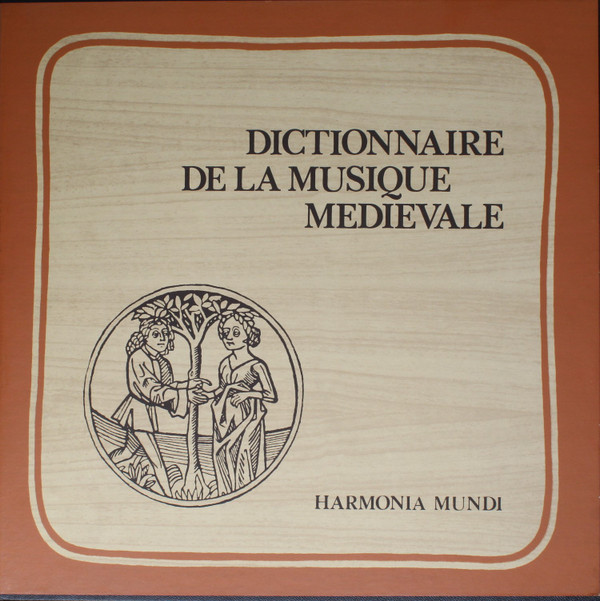 DICTIONNAIRE
DE LA MUSIQUE
MEDIEVALE
HARMONIA MUNDI